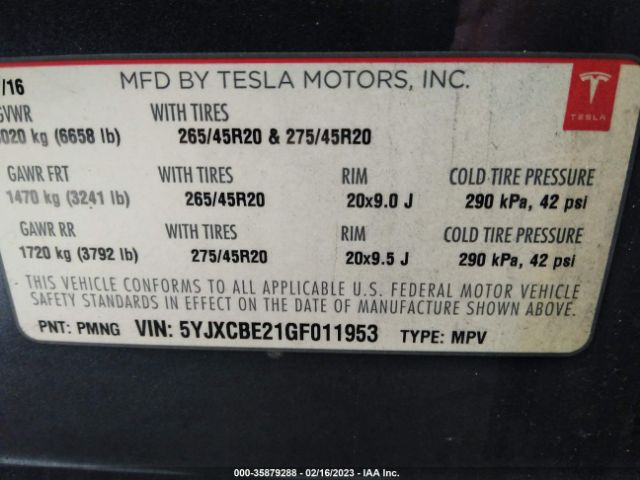 /16 MFD BY TESLA MOTORS, INC.
GVWR WITH TIRES TESLA
020 kg (6658 lb) 265/45R20 & 275/45R20
GAWR FRT WITH TIRES RIM COLD TIRE PRESSURE
1470 kg (3241 lb) 265/45R20 20x9.0 J 290 kPa, 42 psi
GAWR RR WITH TIRES RIM COLD TIRE PRESSURE
1720 kg (3792 lb) 275/45R20 20x9.5 J 290 kPa, 42 psi
THIS VEHICLE CONFORMS TO ALL APPLICABLE U.S. FEDERAL MOTOR VEHICLE
SAFETY STANDARDS IN EFFECT ON THE DATE OF MANUFACTURE SHOWN ABOVE.
PNT: PMNG VIN: 5YJXCBE21GF011953 TYPE: MPV
000-35879288 - 02/16/2023 - IAA Inc.